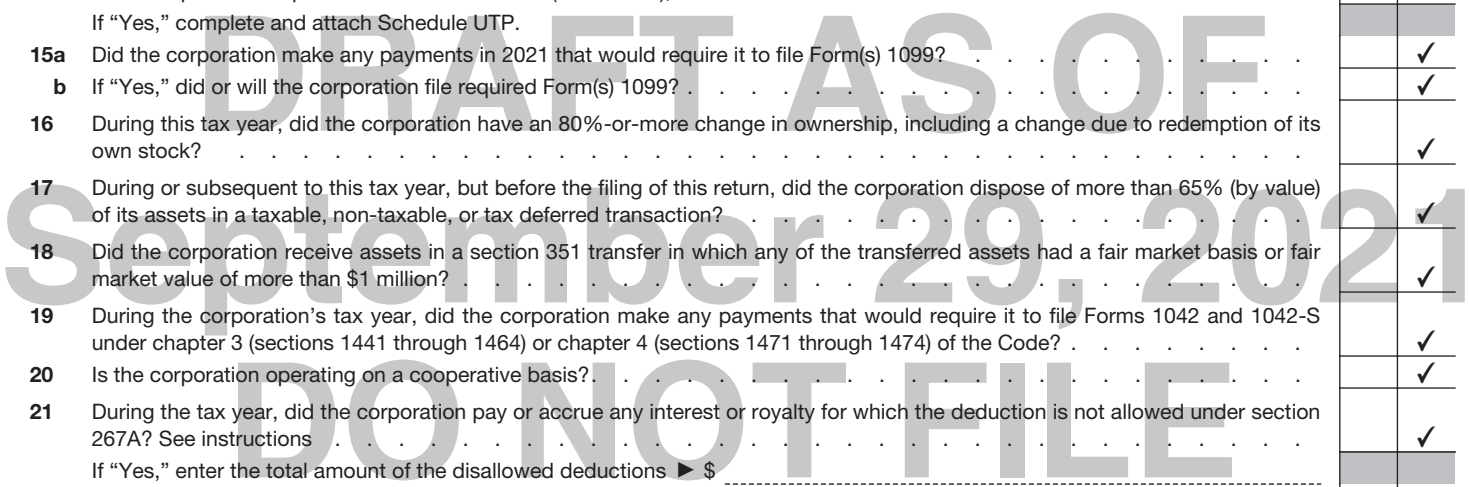 If “Yes,” complete and attach Schedule UTP.
15a Did the corporation make any payments in 2021 that would require it to file Form(s) 1099? . . . . . . . . . . . ✓
b If “Yes,” did or will the corporation file required Form(s) 1099? . . . . . . . . . . . . . . . . . . . . ✓
16 During this tax year, did the corporation have an 80%-or-more change in ownership, including a change due to redemption of its
own stock? . . . . . . . . . . . . . . . . . . . . . . . . . . . . . . . . . . ✓
17 During or subsequent to this tax year, but before the filing of this return, did the corporation dispose of more than 65% (by value)
of its assets in a taxable, non-taxable, or tax deferred transaction? . . . . . . . . . . . . . . . . . . ✓
18 Did the corporation receive assets in a section 351 transfer in which any of the transferred assets had a fair market basis or fair
market value of more than $1 million? . . . . . . . . . . . . . . . . . . . . . . . . . . . ✓
19 During the corporation’s tax year, did the corporation make any payments that would require it to file Forms 1042 and 1042-S
under chapter 3 (sections 1441 through 1464) or chapter 4 (sections 1471 through 1474) of the Code? . . . . . . . . ✓
20 Is the corporation operating on a cooperative basis?. . . . . . . . . . . . . . . . . . . . . . . ✓
21 During the tax year, did the corporation pay or accrue any interest or royalty for which the deduction is not allowed under section
267A? See instructions . . . . . . . . . . . . . . . . . . . . . . . . . . . . . . . ✓
If “Yes,” enter the total amount of the disallowed deductions ► $
DRAFT AS OF
September 29, 2021
DO NOT FILE